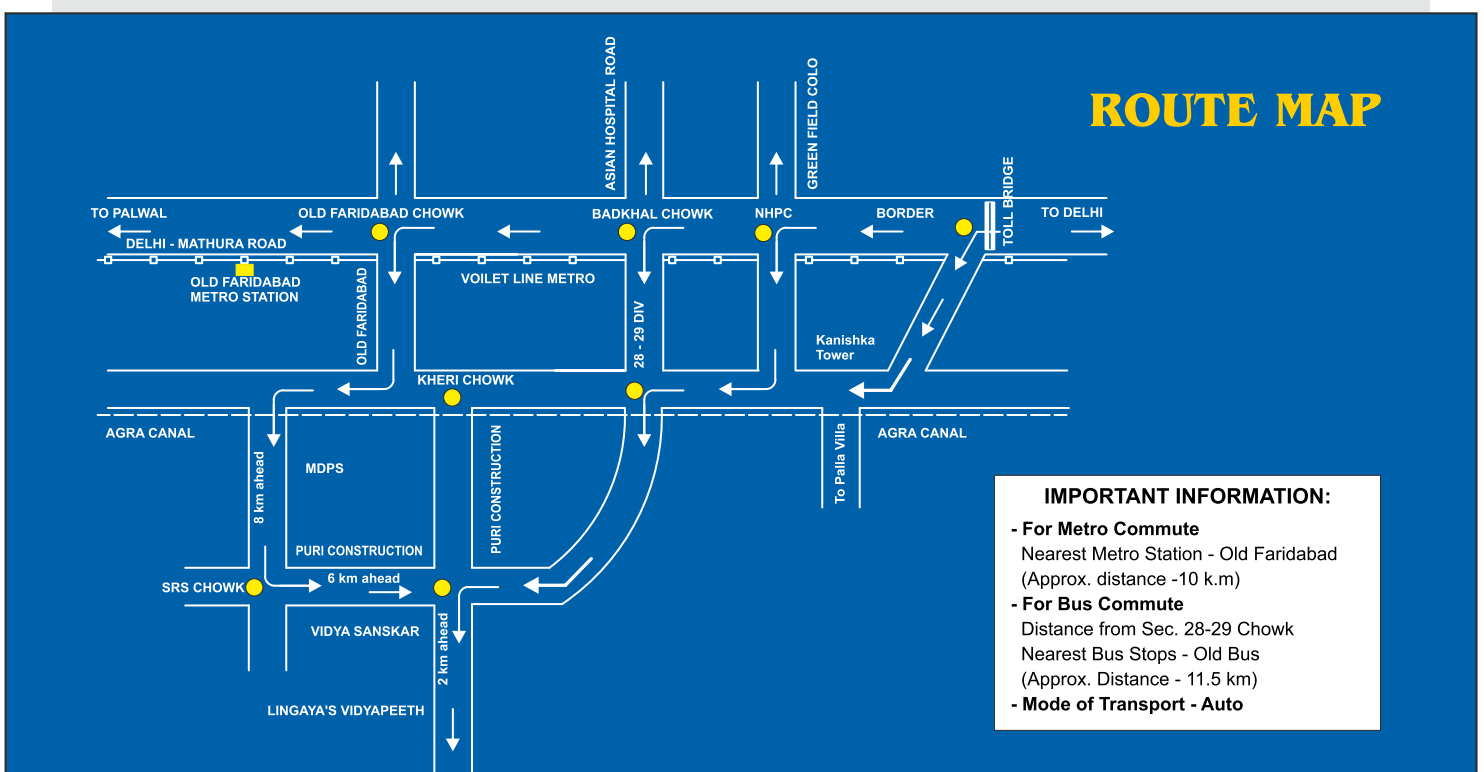 ROUTE MAP
ASIAN HOSPITAL ROAD
GREEN FIELD COLO
TOLL BRIDGE
TO PALWAL
OLD FARIDABAD CHOWK
BADKHAL CHOWK
NHPC
BORDER
TO DELHI
DELHI - MATHURA ROAD
OLD FARIDABAD
METRO STATION
VOILET LINE METRO
OLD FARIDABAD
28 - 29 DIV
Kanishka
Tower
KHERI CHOWK
AGRA CANAL
AGRA CANAL
To Palla Villa
MDPS
8 km ahead
PURI CONSTRUCTION
PURI CONSTRUCTION
SRS CHOWK
6 km ahead
VIDYA SANSKAR
2 km ahead
LINGAYA'S VIDYAPEETH
IMPORTANT INFORMATION:
- For Metro Commute
Nearest Metro Station - Old Faridabad
(Approx. distance -10 k.m)
- For Bus Commute
Distance from Sec. 28-29 Chowk
Nearest Bus Stops - Old Bus
(Approx. Distance - 11.5 km)
- Mode of Transport - Auto